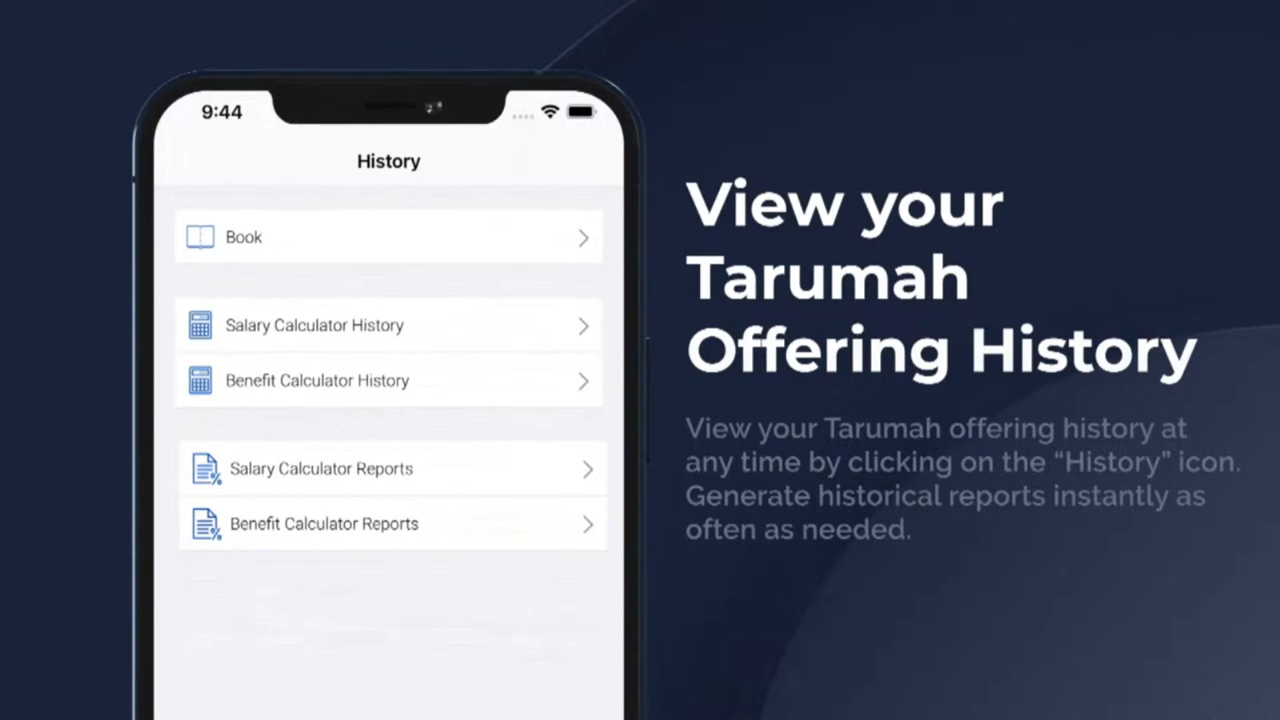 9:44
History
Book
Salary Calculator History
Benefit Calculator History
Salary Calculator Reports
Benefit Calculator Reports
View your
Tarumah
Offering History
View your Tarumah offering history at
any time by clicking on the “History” icon.
Generate historical reports instantly as
often as needed.